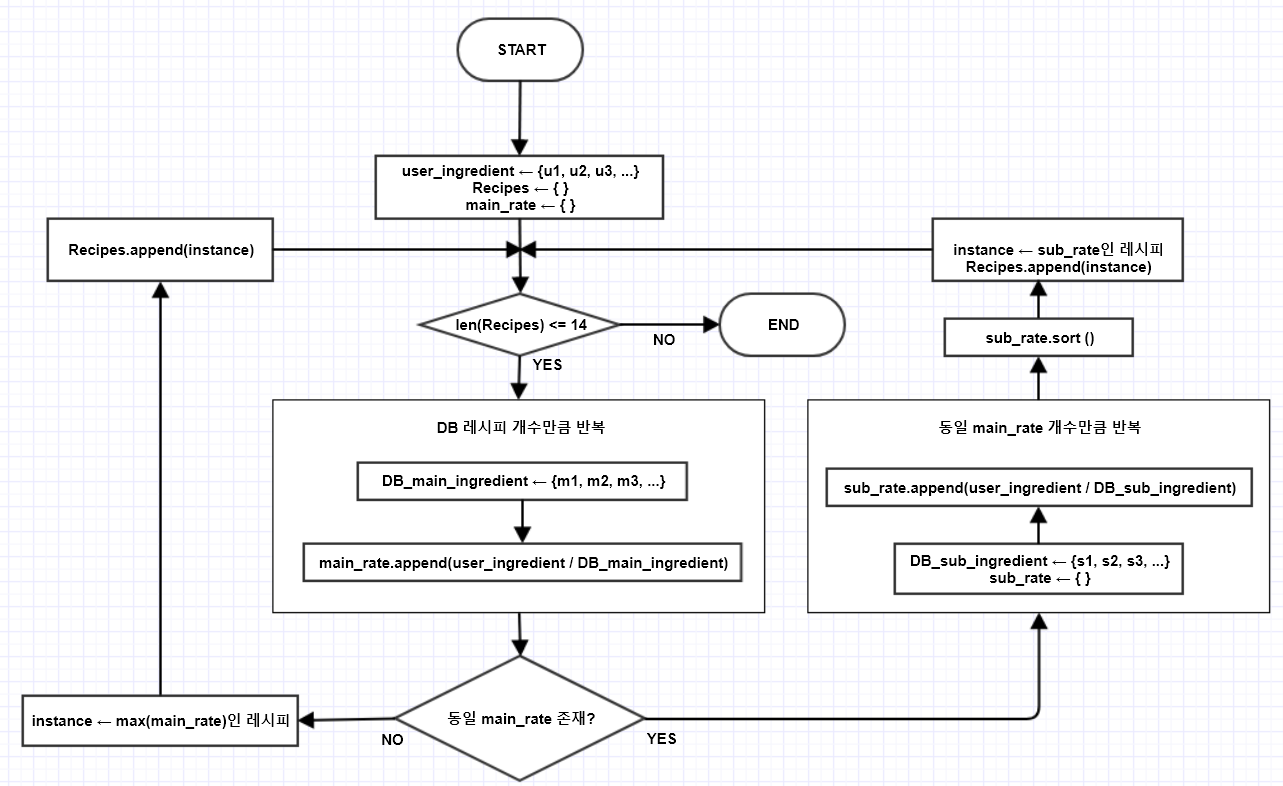 START
user_ingredient ← {u1, u2, u3, ...}
Recipes ← { }
main_rate ← { }
Recipes.append(instance)
instance ← sub_rate인 레시피
Recipes.append(instance)
len(Recipes) <= 14
NO
END
YES
sub_rate.sort ()
DB 레시피 개수만큼 반복
DB_main_ingredient ← {m1, m2, m3, ...}
main_rate.append(user_ingredient / DB_main_ingredient)
동일 main_rate 개수만큼 반복
sub_rate.append(user_ingredient / DB_sub_ingredient)
DB_sub_ingredient ← {s1, s2, s3, ...}
sub_rate ← { }
instance ← max(main_rate)인 레시피
동일 main_rate 존재?
NO
YES